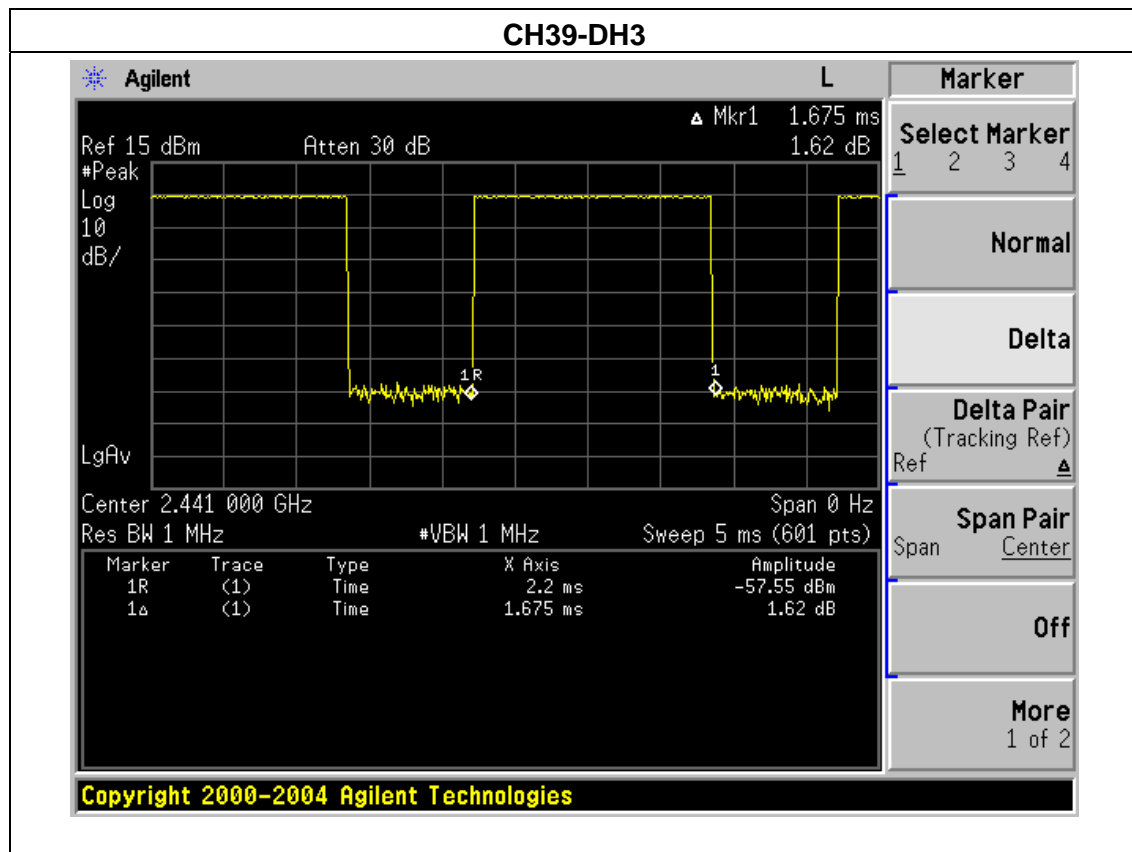 CH39-DH3
Agilent L
Δ Mkr1 1.675 ms
Ref 15 dBm Atten 30 dB 1.62 dB
#Peak
Log
10
dB/
1R
1
LgAv
Center 2.441 000 GHz Span 0 Hz
Res BW 1 MHz #VBW 1 MHz Sweep 5 ms (601 pts)
Marker Trace Type X Axis Amplitude
1R (1) Time 2.2 ms -57.55 dBm
1Δ (1) Time 1.675 ms 1.62 dB
Marker
Select Marker
1 2 3 4
Normal
Delta
Delta Pair
(Tracking Ref)
Ref Δ
Span Pair
Span Center
Off
More
1 of 2
Copyright 2000-2004 Agilent Technologies